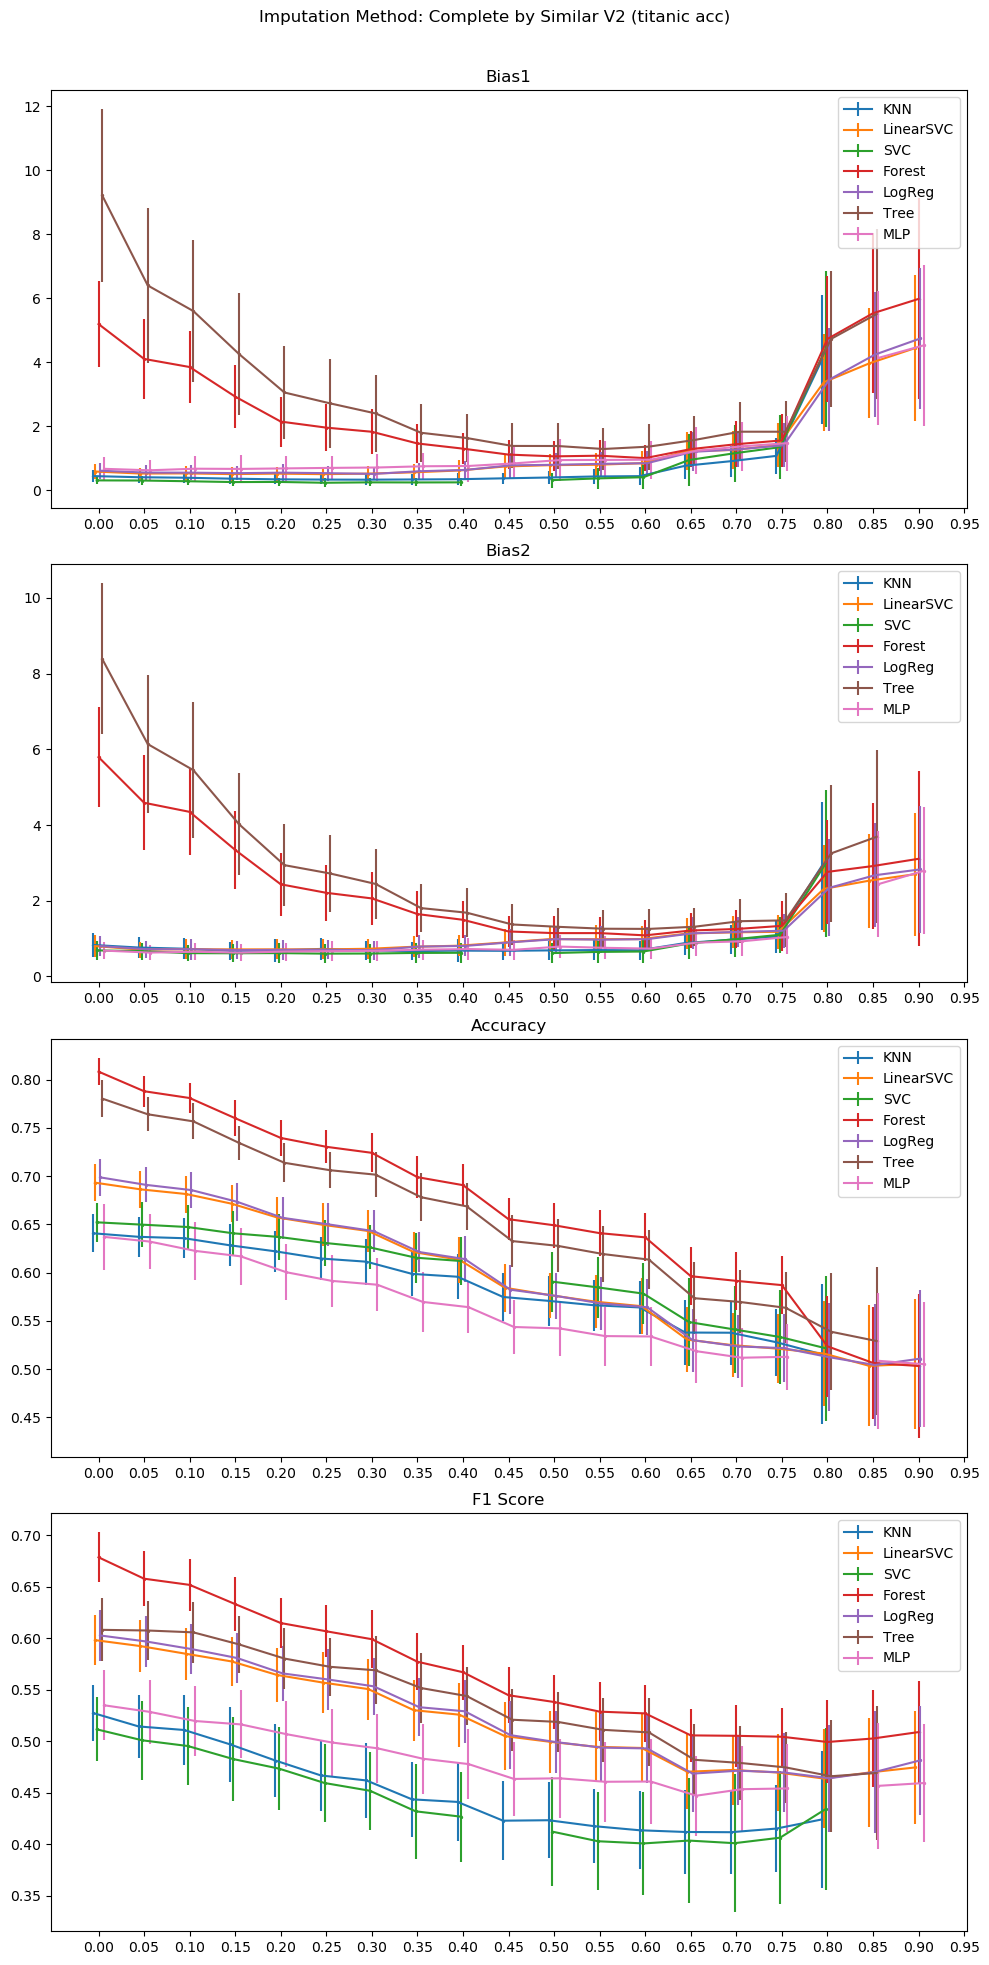 Imputation Method: Complete by Similar V2 (titanic acc)
Bias1
12
10
8
6
4
2
0
KNN
LinearSVC
SVC
Forest
LogReg
Tree
MLP
0.00 0.05 0.10 0.15 0.20 0.25 0.30 0.35 0.40 0.45 0.50 0.55 0.60 0.65 0.70 0.75 0.80 0.85 0.90 0.95
Bias2
10
8
6
4
2
0
KNN
LinearSVC
SVC
Forest
LogReg
Tree
MLP
0.00 0.05 0.10 0.15 0.20 0.25 0.30 0.35 0.40 0.45 0.50 0.55 0.60 0.65 0.70 0.75 0.80 0.85 0.90 0.95
Accuracy
0.80
0.75
0.70
0.65
0.60
0.55
0.50
0.45
KNN
LinearSVC
SVC
Forest
LogReg
Tree
MLP
0.00 0.05 0.10 0.15 0.20 0.25 0.30 0.35 0.40 0.45 0.50 0.55 0.60 0.65 0.70 0.75 0.80 0.85 0.90 0.95
F1 Score
0.70
0.65
0.60
0.55
0.50
0.45
0.40
0.35
KNN
LinearSVC
SVC
Forest
LogReg
Tree
MLP
0.00 0.05 0.10 0.15 0.20 0.25 0.30 0.35 0.40 0.45 0.50 0.55 0.60 0.65 0.70 0.75 0.80 0.85 0.90 0.95